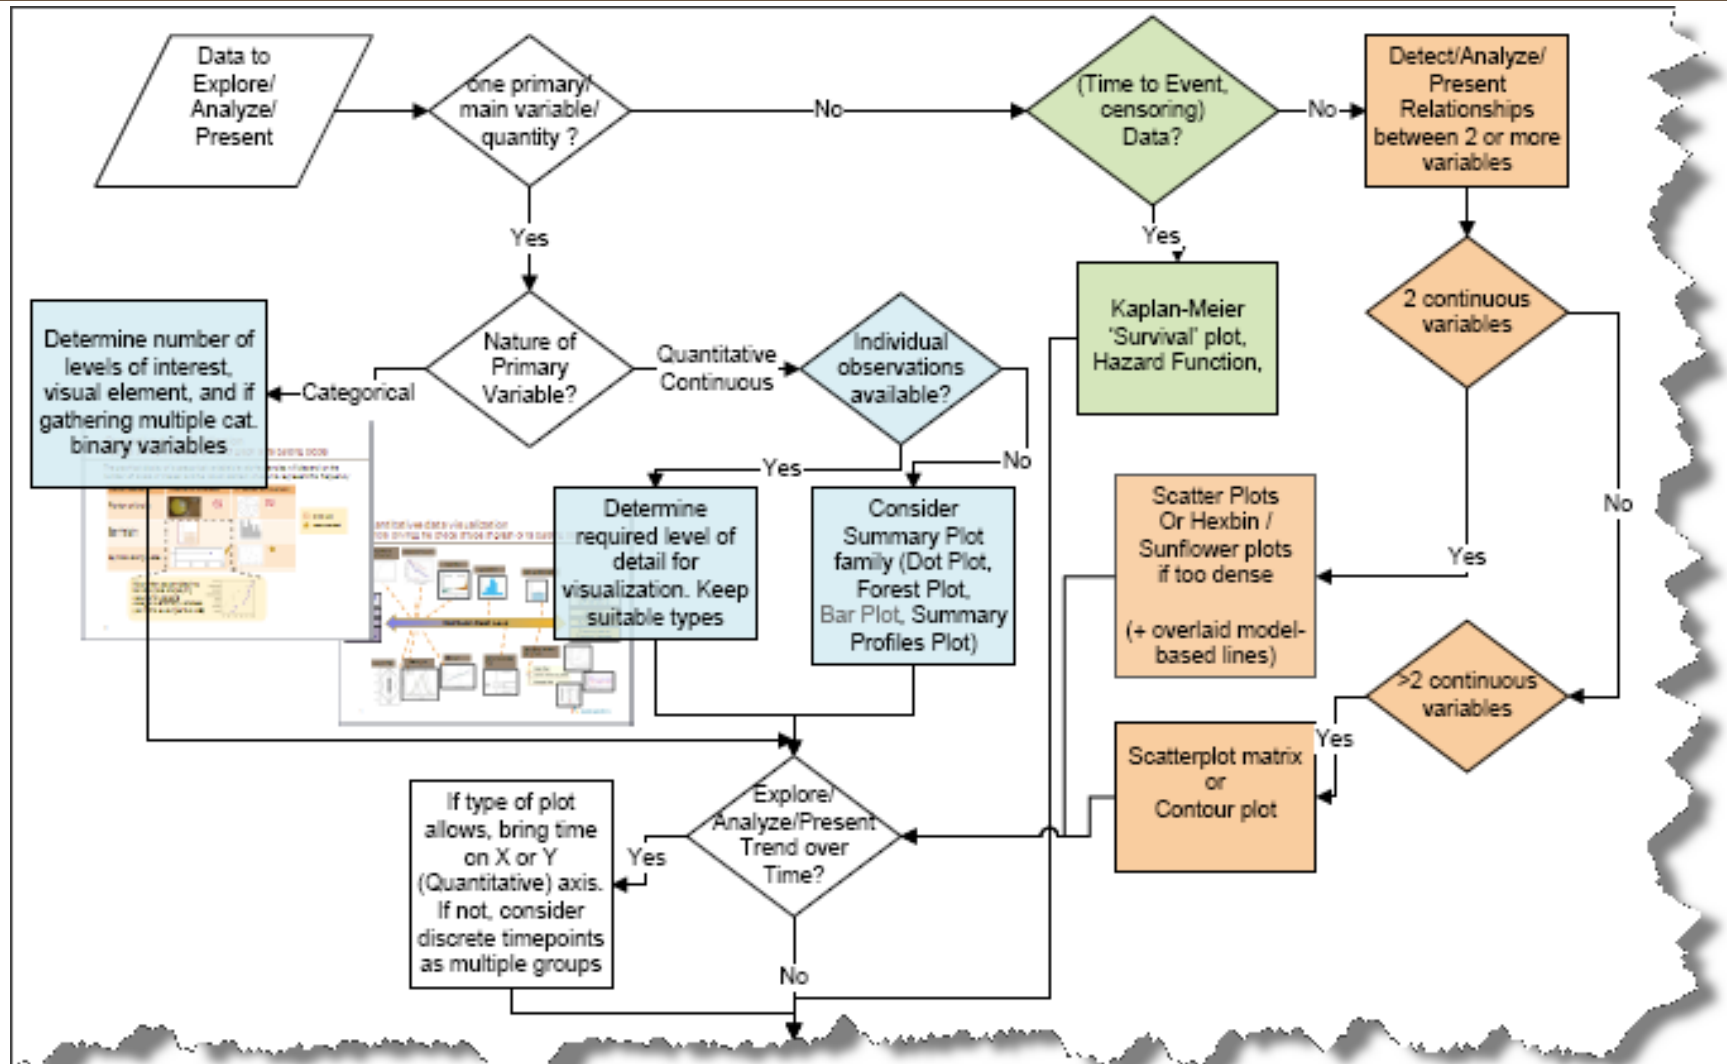 Data to
Explore/
Analyze/
Present
one primary/
main variable/
quantity ?
No
(Time to Event,
censoring)
Data?
No
Detect/Analyze/
Present
Relationships
between 2 or more
variables
Yes
Yes
2 continuous
variables
Kaplan-Meier
'Survival' plot,
Hazard Function,
Determine number of
levels of interest,
visual element, and if
gathering multiple cat.
binary variables
Categorical
Nature of
Primary
Variable?
Quantitative
Continuous
Individual
observations
available?
Yes
No
No
Determine
required level of
detail for
visualization. Keep
suitable types
Consider
Summary Plot
family (Dot Plot,
Forest Plot,
Bar Plot, Summary
Profiles Plot)
Scatter Plots
Or Hexbin /
Sunflower plots
if too dense
(+ overlaid model-
based lines)
Yes
>2 continuous
variables
Yes
Scatterplot matrix
or
Contour plot
Explore/
Analyze/Present
Trend over
Time?
Yes
If type of plot
allows, bring time
on X or Y
(Quantitative) axis.
If not, consider
discrete timepoints
as multiple groups
No
antitative data visualization